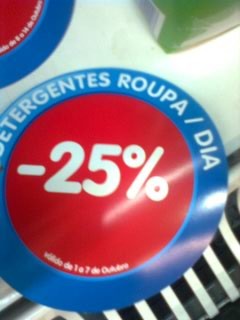 DETERGENTES ROUPA / DIA
-25%
válido de 1 a 7 de Outubro